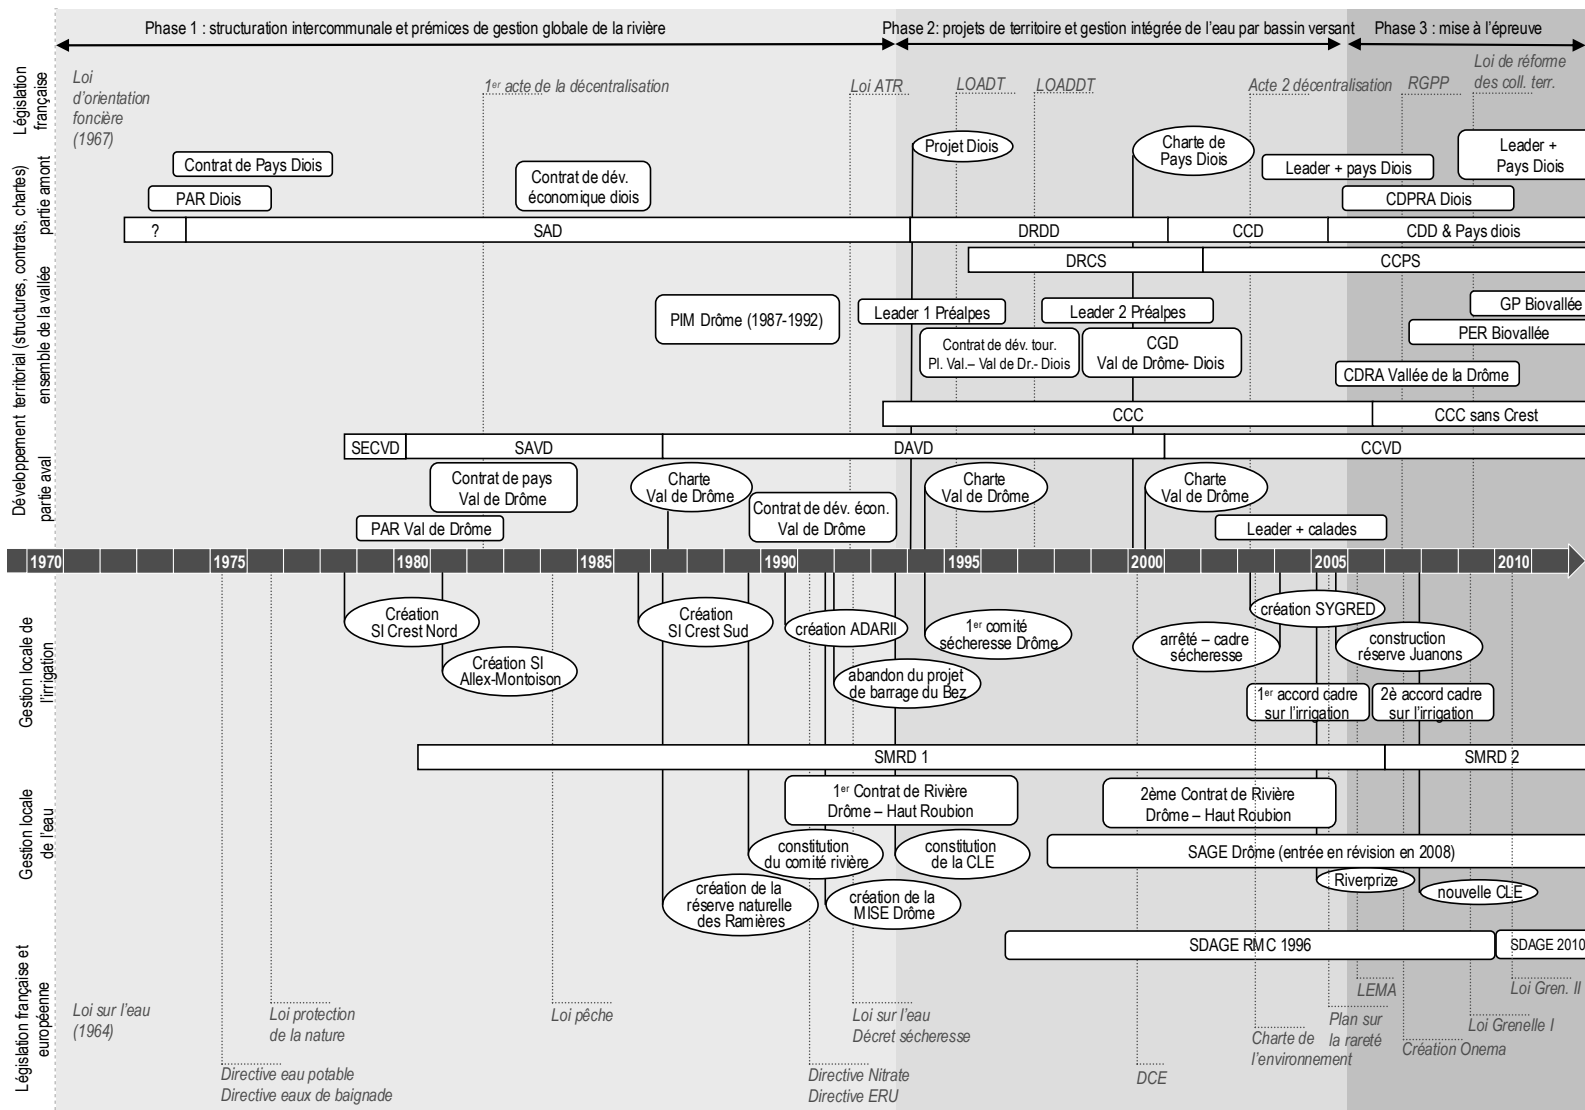 Phase 1 : structuration intercommunale et prémices de gestion globale de la rivière
Phase 2: projets de territoire et gestion intégrée de l'eau par bassin versant
Phase 3 : mise à l'épreuve
Législation
française
Loi
d'orientation
foncière
(1967)
1er acte de la décentralisation
Loi ATR
LOADT
LOADDT
Acte 2 décentralisation
RGPP
Loi de réforme
des coll. terr.
Développement territorial (structures, contrats, chartes)
partie amont
Contrat de Pays Diois
PAR Diois
Contrat de dév.
économique diois
Projet Diois
Charte de
Pays Diois
Leader + pays Diois
Leader +
Pays Diois
CDPRA Diois
?
SAD
DRDD
CCD
CDD & Pays diois
ensemble de la vallée
DRCS
CCPS
PIM Drôme (1987-1992)
Leader 1 Préalpes
Leader 2 Préalpes
GP Biovallée
PER Biovallée
Contrat de dév. tour.
Pl. Val.– Val de Dr.- Diois
CGD
Val de Drôme- Diois
CDRA Vallée de la Drôme
CCC
CCC sans Crest
partie aval
SECVD
SAVD
DAVD
CCVD
Contrat de pays
Val de Drôme
Charte
Val de Drôme
Contrat de dév. écon.
Val de Drôme
Charte
Val de Drôme
Charte
Val de Drôme
PAR Val de Drôme
Leader + calades
1970
1975
1980
1985
1990
1995
2000
2005
2010
Gestion locale de
l'irrigation
Création
SI Crest Nord
Création SI
Allex-Montoison
Création
SI Crest Sud
création ADARII
abandon du projet
de barrage du Bez
1er comité
sécheresse Drôme
arrêté – cadre
sécheresse
création SYGRED
construction
réserve Juanons
1er accord cadre
sur l'irrigation
2è accord cadre
sur l'irrigation
Gestion locale
de l'eau
SMRD 1
SMRD 2
1er Contrat de Rivière
Drôme – Haut Roubion
2ème Contrat de Rivière
Drôme – Haut Roubion
constitution
du comité rivière
constitution
de la CLE
SAGE Drôme (entrée en révision en 2008)
Riverprize
nouvelle CLE
création de la
réserve naturelle
des Ramières
création de la
MISE Drôme
SDAGE RMC 1996
SDAGE 2010
Législation française et
européenne
Loi sur l'eau
(1964)
Loi protection
de la nature
Directive eau potable
Directive eaux de baignade
Loi pêche
Loi sur l'eau
Décret sécheresse
Directive Nitrate
Directive ERU
DCE
Charte de
l'environnement
Plan sur
la rareté
LEMA
Création Onema
Loi Grenelle I
Loi Gren. II